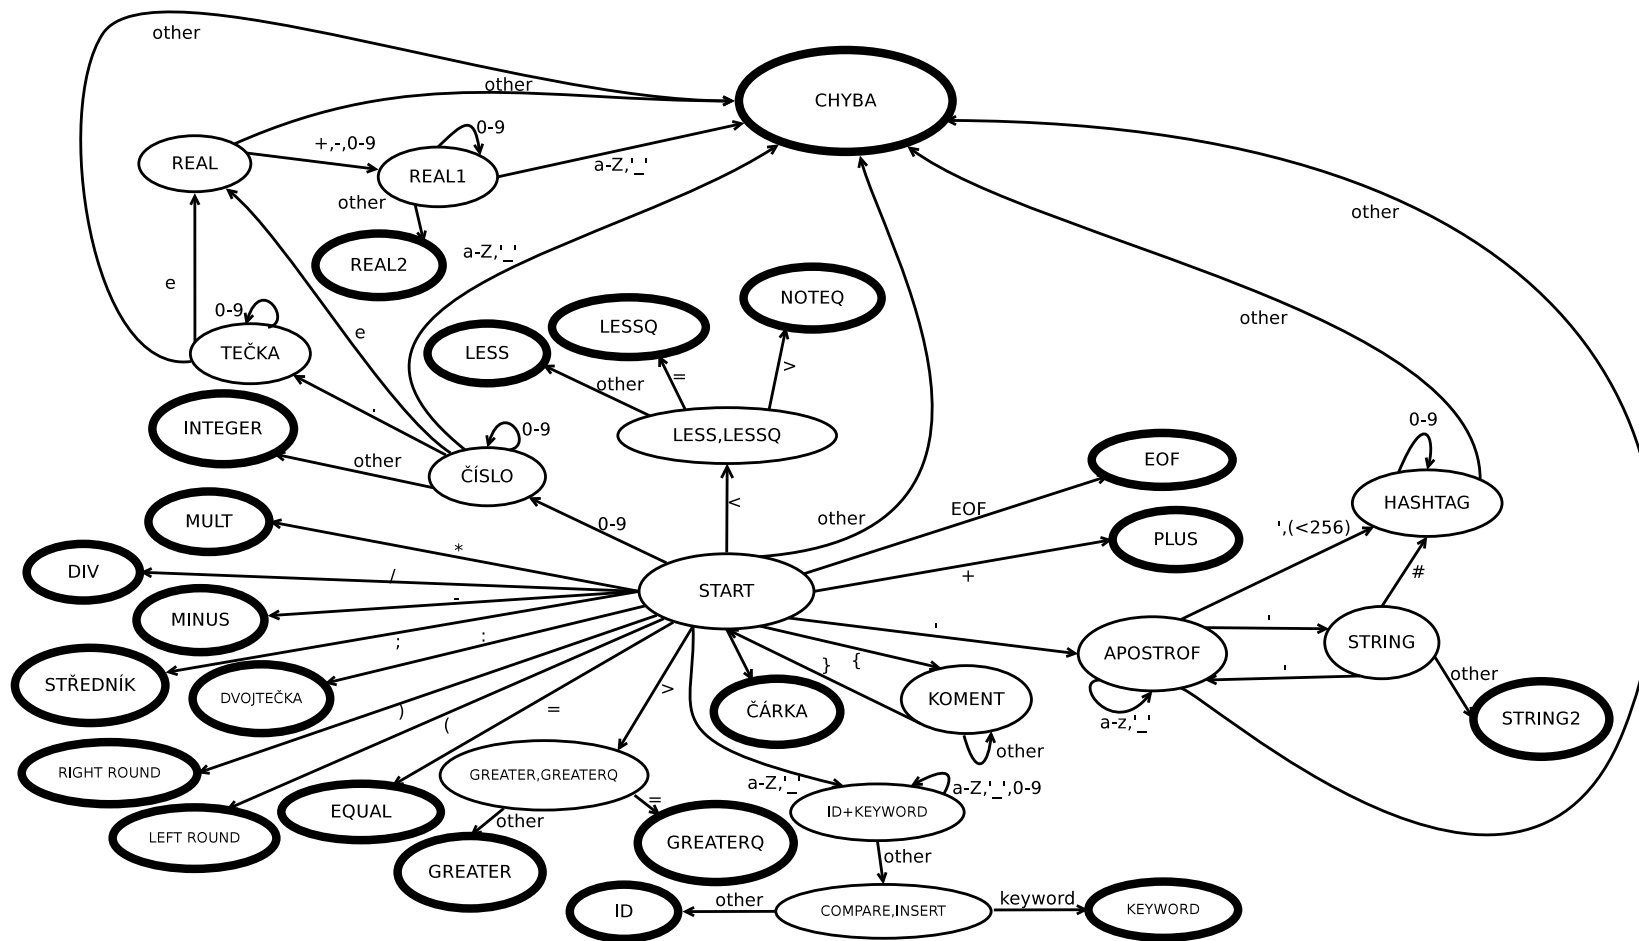 other
CHYBA
other
0-9
+,-,0-9
REAL
REAL1
a-Z,'_'
other
other
a-Z,'_'
REAL2
e
NOTEQ
0-9
LESSQ
other
e
TEČKA
LESS
other
=
>
'
0-9
INTEGER
LESS,LESSQ
0-9
other
ČÍSLO
EOF
HASHTAG
EOF
MULT
0-9
<
other
',(<256)
PLUS
*
DIV
/
+
#
START
-
MINUS
'
'
STRING
;
:
}
{
APOSTROF
'
other
STŘEDNÍK
DVOJTEČKA
>
KOMENT
)
(
=
ČÁRKA
a-z,'_'
STRING2
other
RIGHT ROUND
GREATER,GREATERQ
a-Z,'_'
a-Z,'_',0-9
=
EQUAL
ID+KEYWORD
other
LEFT ROUND
GREATERQ
other
GREATER
other
keyword
ID
COMPARE,INSERT
KEYWORD